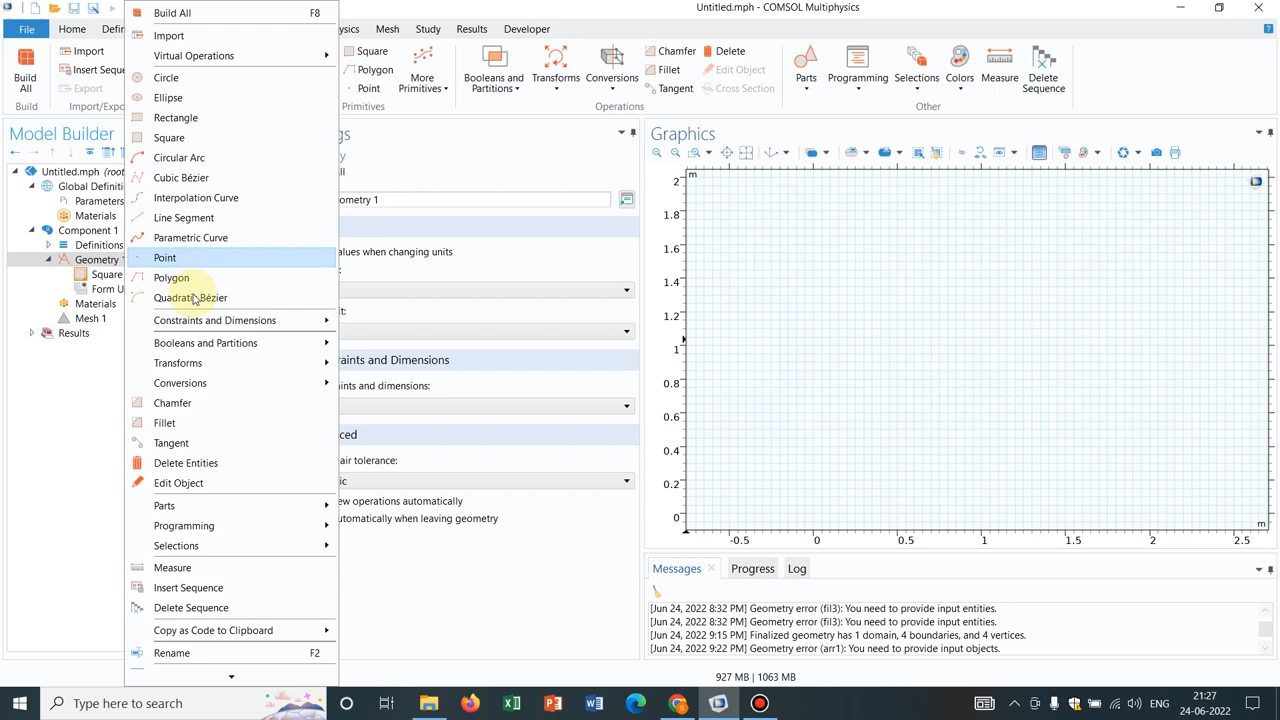 Untitled.mph - COMSOL Multiphysics
File
Home
Defin
sics
Mesh
Study
Results
Developer
Build
All
Build
Import
Insert Seque
Export
Import/Expo
Square
Polygon
Point
Primitives
More
Primitives
Booleans and
Partitions
Transforms
Conversions
Chamfer
Fillet
Tangent
Delete
Edit Object
Cross Section
Operations
Parts
Programming
Selections
Colors
Measure
Delete
Sequence
Other
Model Builder
Untitled.mph (root
Global Definiti
Parameters
Materials
Component 1
Definitions
Geometry 1
Square
Form U
Materials
Mesh 1
Results
Build All F8
Import
Virtual Operations
Circle
Ellipse
Rectangle
Square
Circular Arc
Cubic Bézier
Interpolation Curve
Line Segment
Parametric Curve
Point
Polygon
Quadratic Bézier
Constraints and Dimensions
Booleans and Partitions
Transforms
Conversions
Chamfer
Fillet
Tangent
Delete Entities
Edit Object
Parts
Programming
Selections
Measure
Insert Sequence
Delete Sequence
Copy as Code to Clipboard
Rename F2
gs
y
ll
ometry 1
alues when changing units
:
it:
raints and Dimensions
aints and dimensions:
ced
air tolerance:
ic
ew operations automatically
utomatically when leaving geometry
Graphics
m
2
1.8
1.6
1.4
1.2
1
0.8
0.6
0.4
0.2
0
m
-0.5
0
0.5
1
1.5
2
2.5
Messages
Progress
Log
[Jun 24, 2022 8:32 PM] Geometry error (fil3): You need to provide input entities.
[Jun 24, 2022 8:32 PM] Geometry error (fil3): You need to provide input entities.
[Jun 24, 2022 9:15 PM] Finalized geometry has 1 domain, 4 boundaries, and 4 vertices.
[Jun 24, 2022 9:22 PM] Geometry error (arr1): You need to provide input objects.
927 MB | 1063 MB
Type here to search
ENG
21:27
24-06-2022